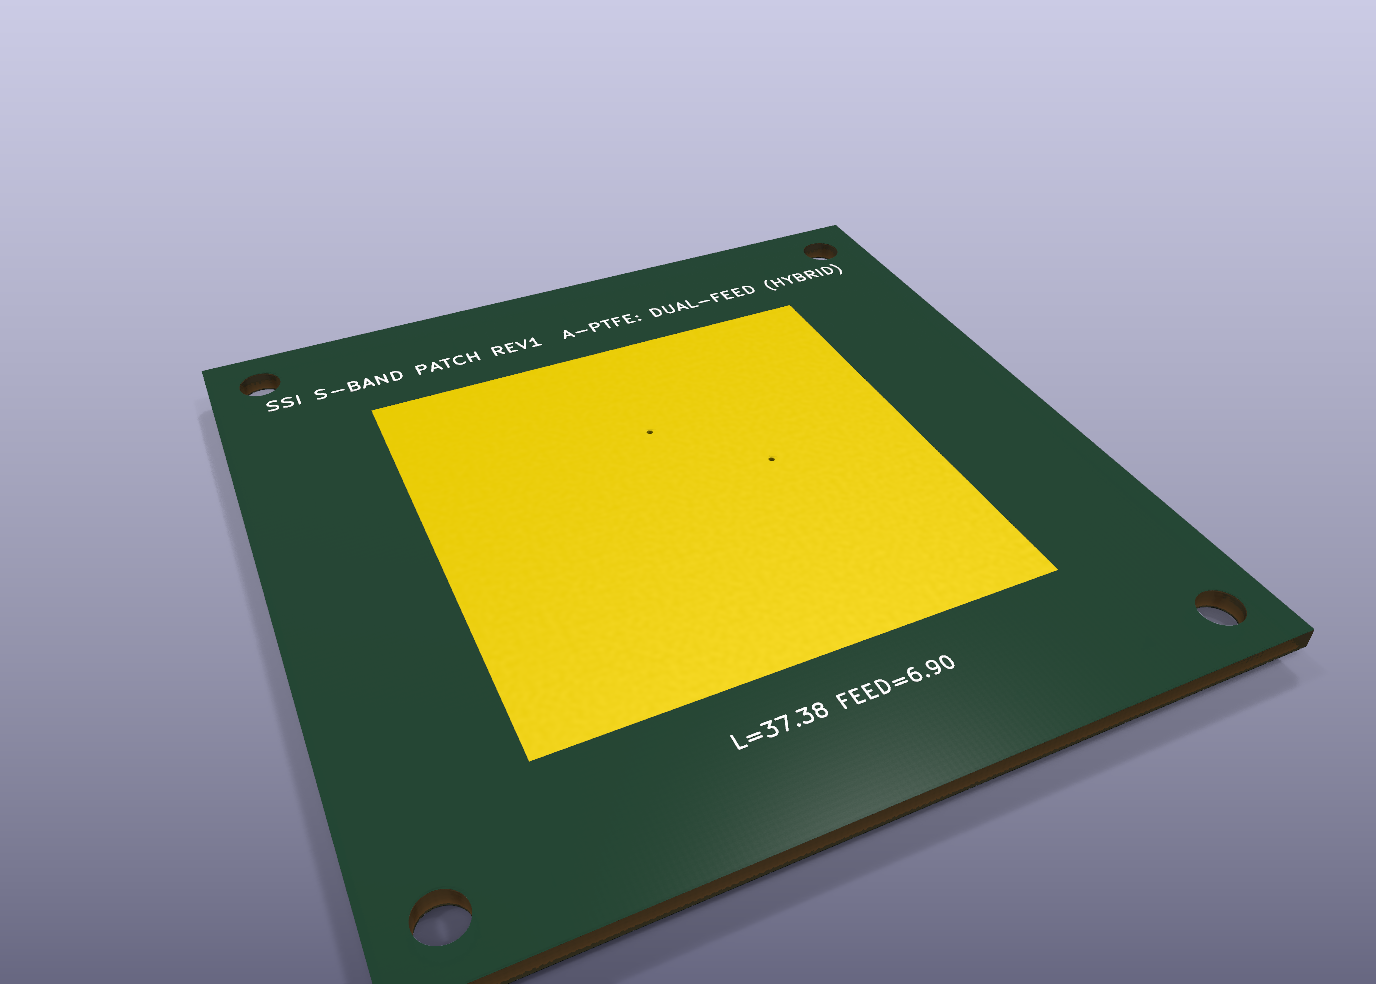 SSI S-BAND PATCH REV1  A-PTFE: DUAL-FEED (HYBRID)
L=37.38 FEED=6.90